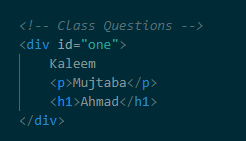 <!-- Class Questions -->
<div id="one">
Kaleem
<p>Mujtaba</p>
<h1>Ahmad</h1>
</div>